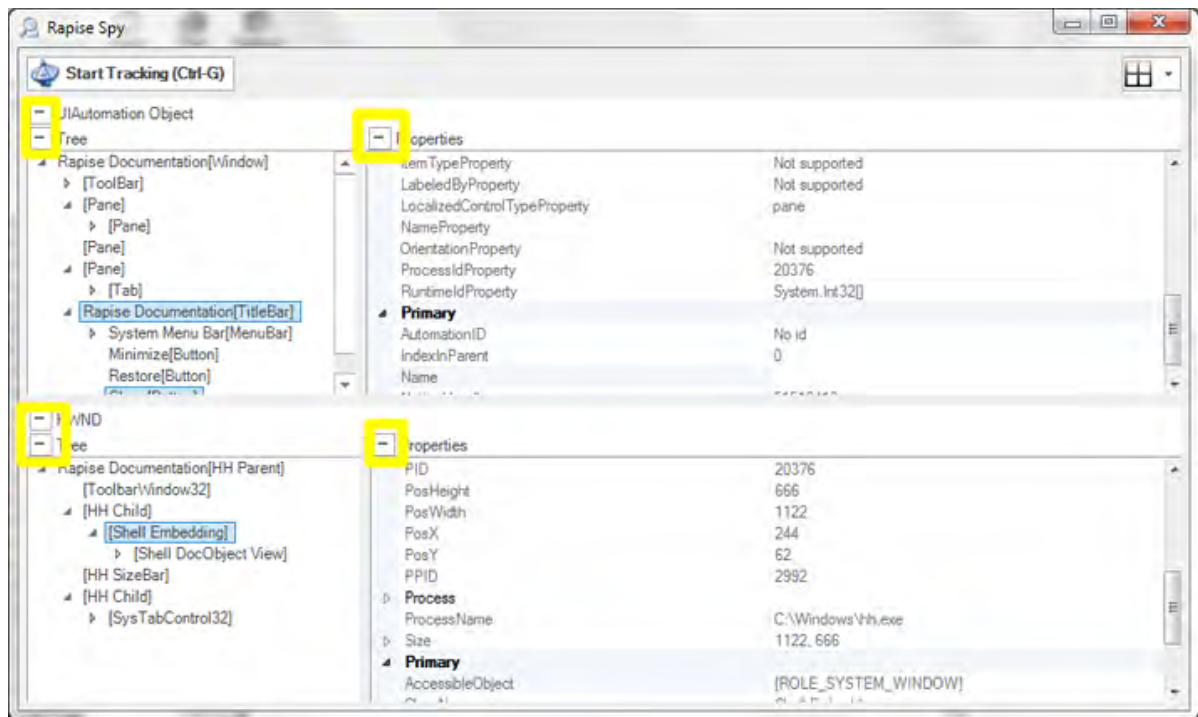 Rapise Spy
Start Tracking (Ctrl-G)
UIAutomation Object
Tree
Rapise Documentation[Window]
[ToolBar]
[Pane]
[Pane]
[Pane]
[Pane]
[Tab]
Rapise Documentation[TitleBar]
System Menu Bar[MenuBar]
Minimize[Button]
Restore[Button]
Properties
ItemTypeProperty Not supported
LabeledByProperty Not supported
LocalizedControlTypeProperty pane
NameProperty
OrientationProperty Not supported
ProcessIdProperty 20376
RuntimeIdProperty System.Int32[]
Primary
AutomationID No id
IndexInParent 0
Name
HWND
Tree
Rapise Documentation[HH Parent]
[ToolbarWindow32]
[HH Child]
[Shell Embedding]
[Shell DocObject View]
[HH SizeBar]
[HH Child]
[SysTabControl32]
Properties
PID 20376
PosHeight 666
PosWidth 1122
PosX 244
PosY 62
PPID 2992
Process
ProcessName C:\Windows\hh.exe
Size 1122, 666
Primary
AccessibleObject [ROLE_SYSTEM_WINDOW]